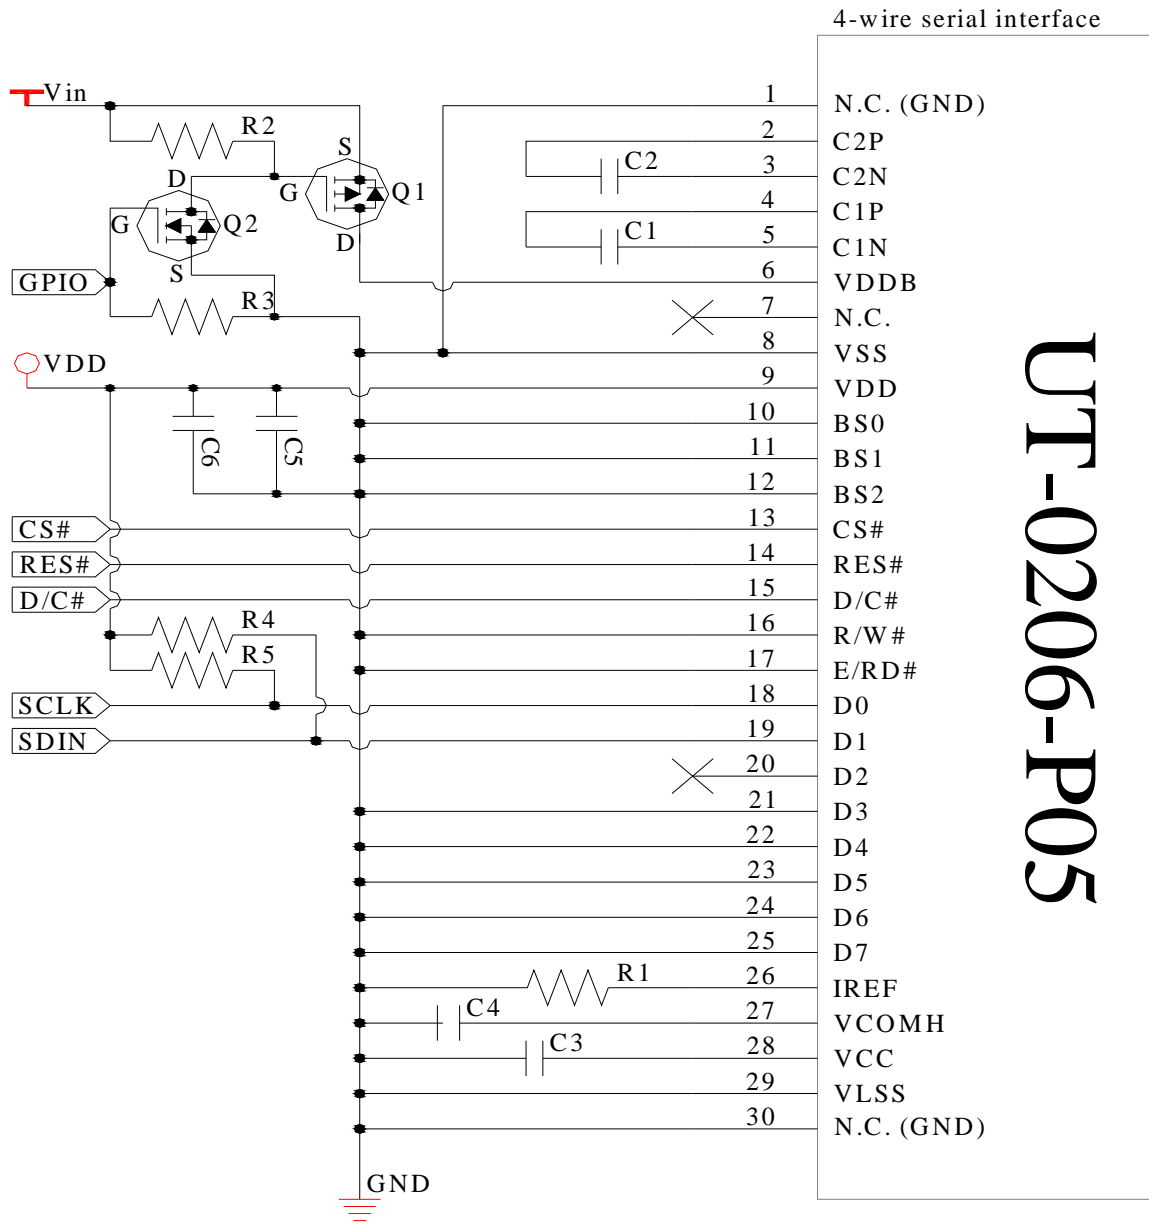 4-wire serial interface
Vin
R2
S
G
Q1
D
D
G
Q2
S
GPIO
R3
VDD
C6
C5
CS#
RES#
D/C#
R4
R5
SCLK
SDIN
C2
C1
R1
C4
C3
GND
1 N.C. (GND)
2 C2P
3 C2N
4 C1P
5 C1N
6 VDDB
7 N.C.
8 VSS
9 VDD
10 BS0
11 BS1
12 BS2
13 CS#
14 RES#
15 D/C#
16 R/W#
17 E/RD#
18 D0
19 D1
20 D2
21 D3
22 D4
23 D5
24 D6
25 D7
26 IREF
27 VCOMH
28 VCC
29 VLSS
30 N.C. (GND)
UT-0206-P05